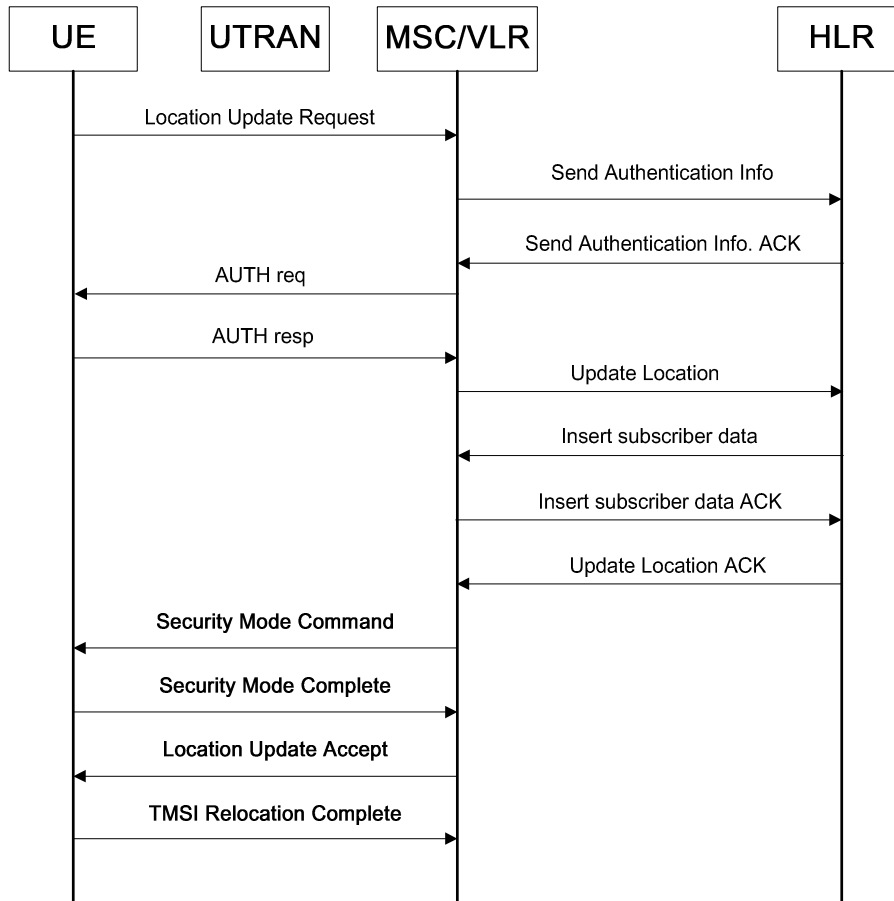 UE
UTRAN
MSC/VLR
HLR
Location Update Request
Send Authentication Info
Send Authentication Info. ACK
AUTH req
AUTH resp
Update Location
Insert subscriber data
Insert subscriber data ACK
Update Location ACK
Security Mode Command
Security Mode Complete
Location Update Accept
TMSI Relocation Complete